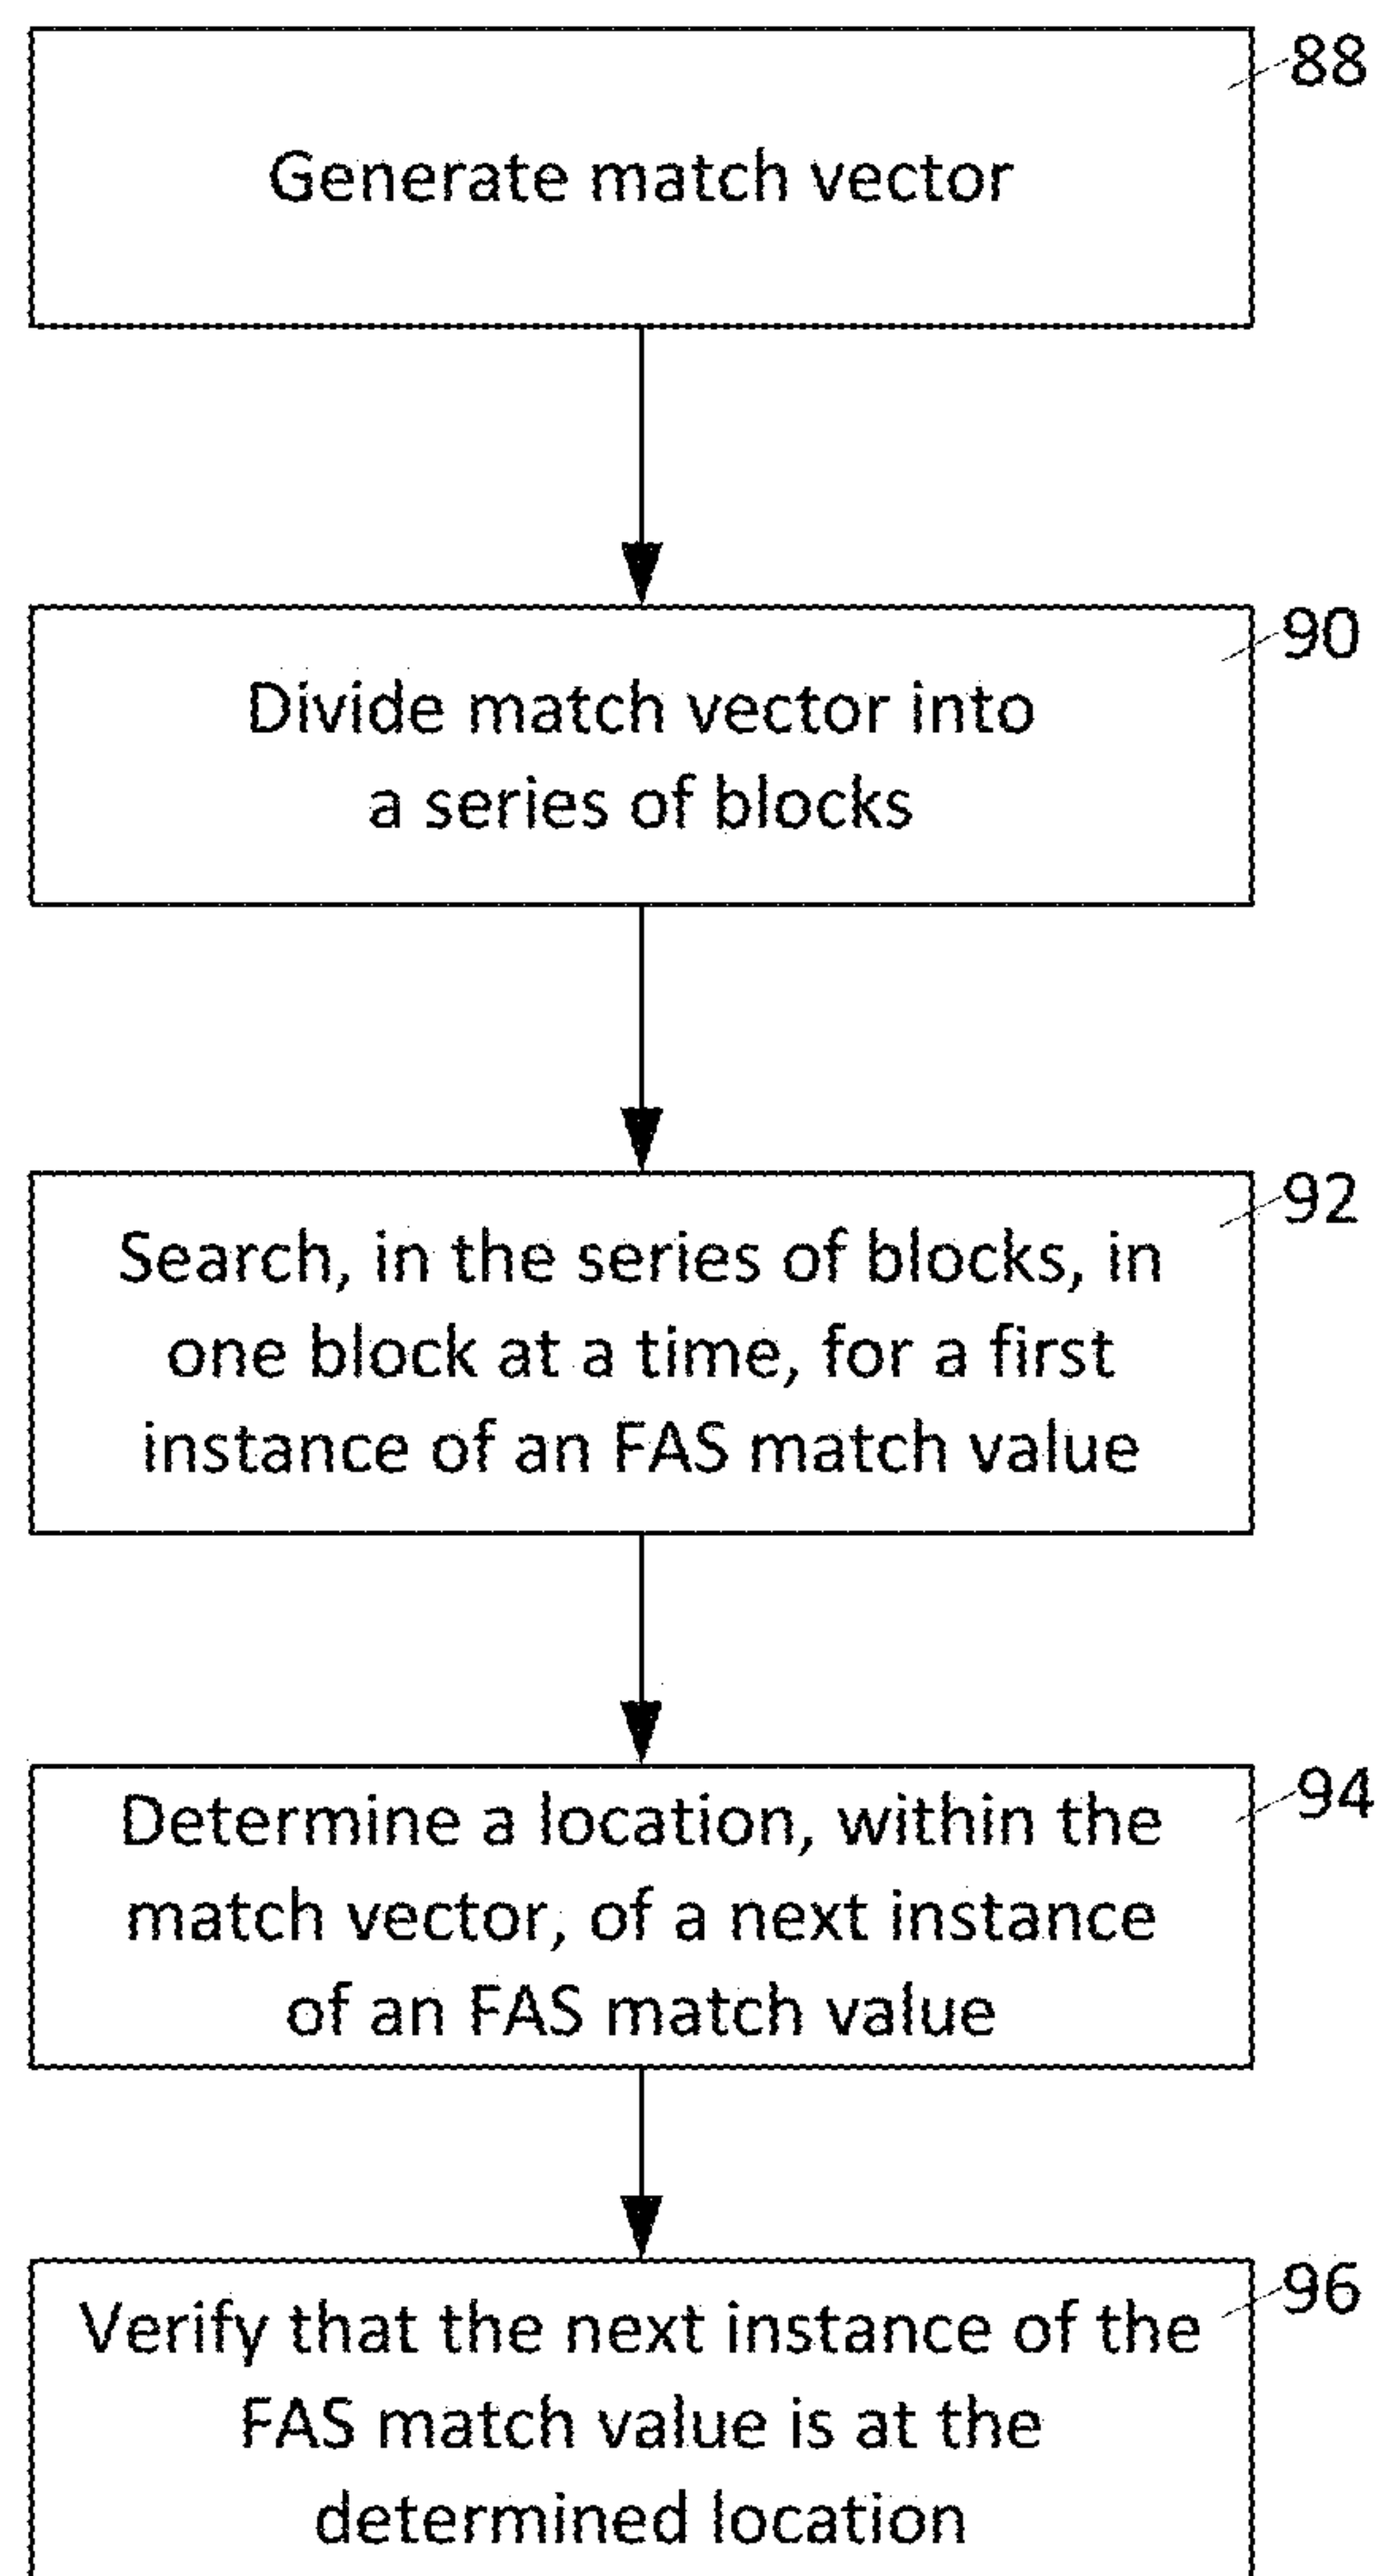 88
Generate match vector
90
Divide match vector into
a series of blocks
92
Search, in the series of blocks, in
one block at a time, for a first
instance of an FAS match value
94
Determine a location, within the
match vector, of a next instance
of an FAS match value
96
Verify that the next instance of the
FAS match value is at the
determined location